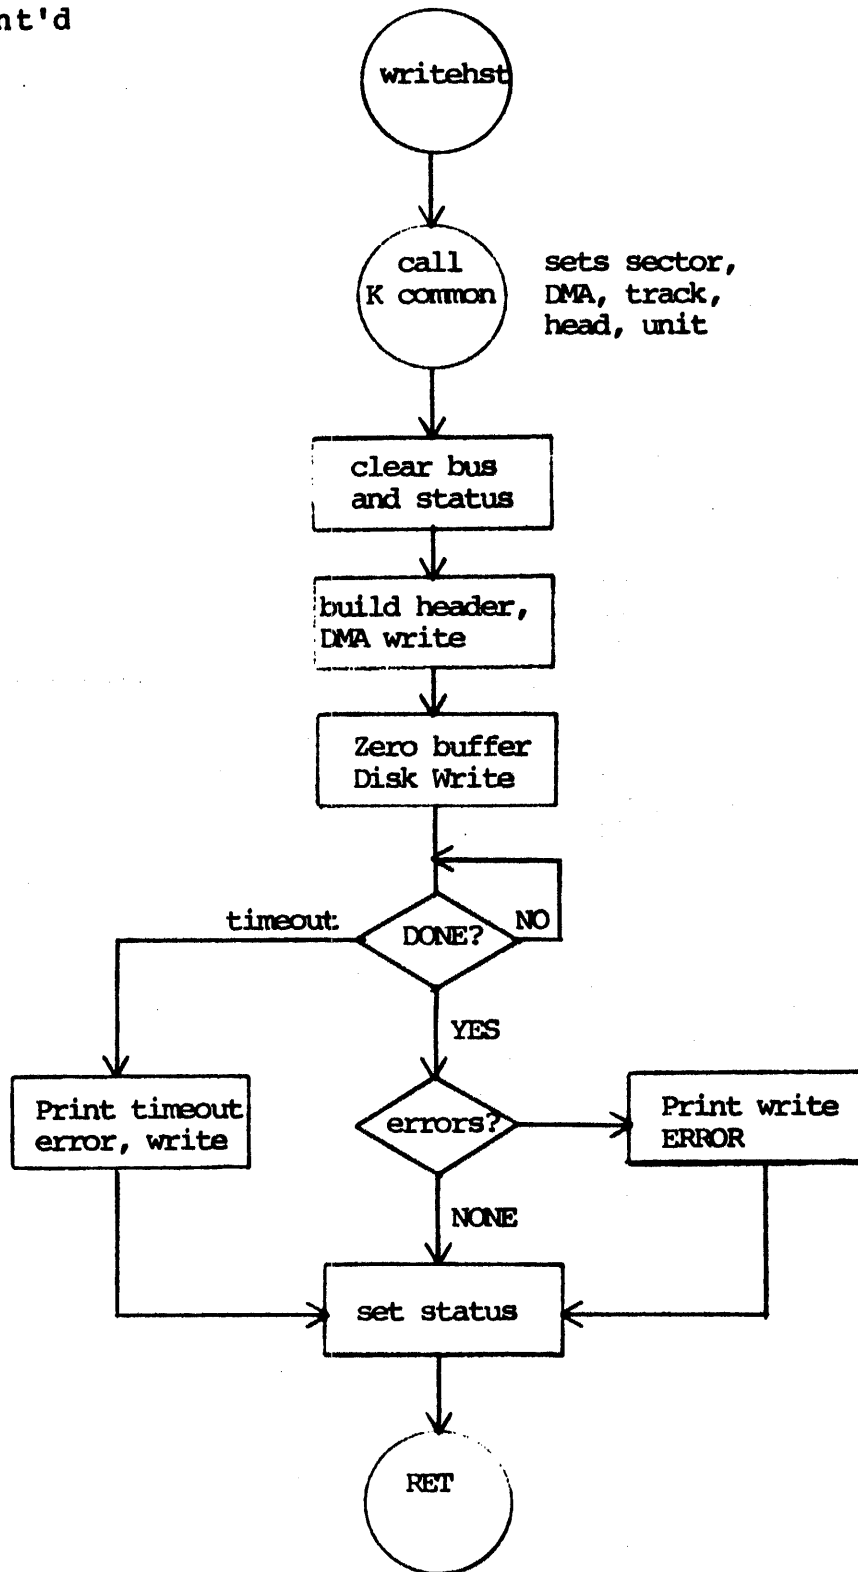 nt'd
writehst
call
K common
sets sector,
DMA, track,
head, unit
clear bus
and status
build header,
DMA write
Zero buffer
Disk Write
timeout
DONE?
NO
YES
Print timeout
error, write
errors?
Print write
ERROR
NONE
set status
RET